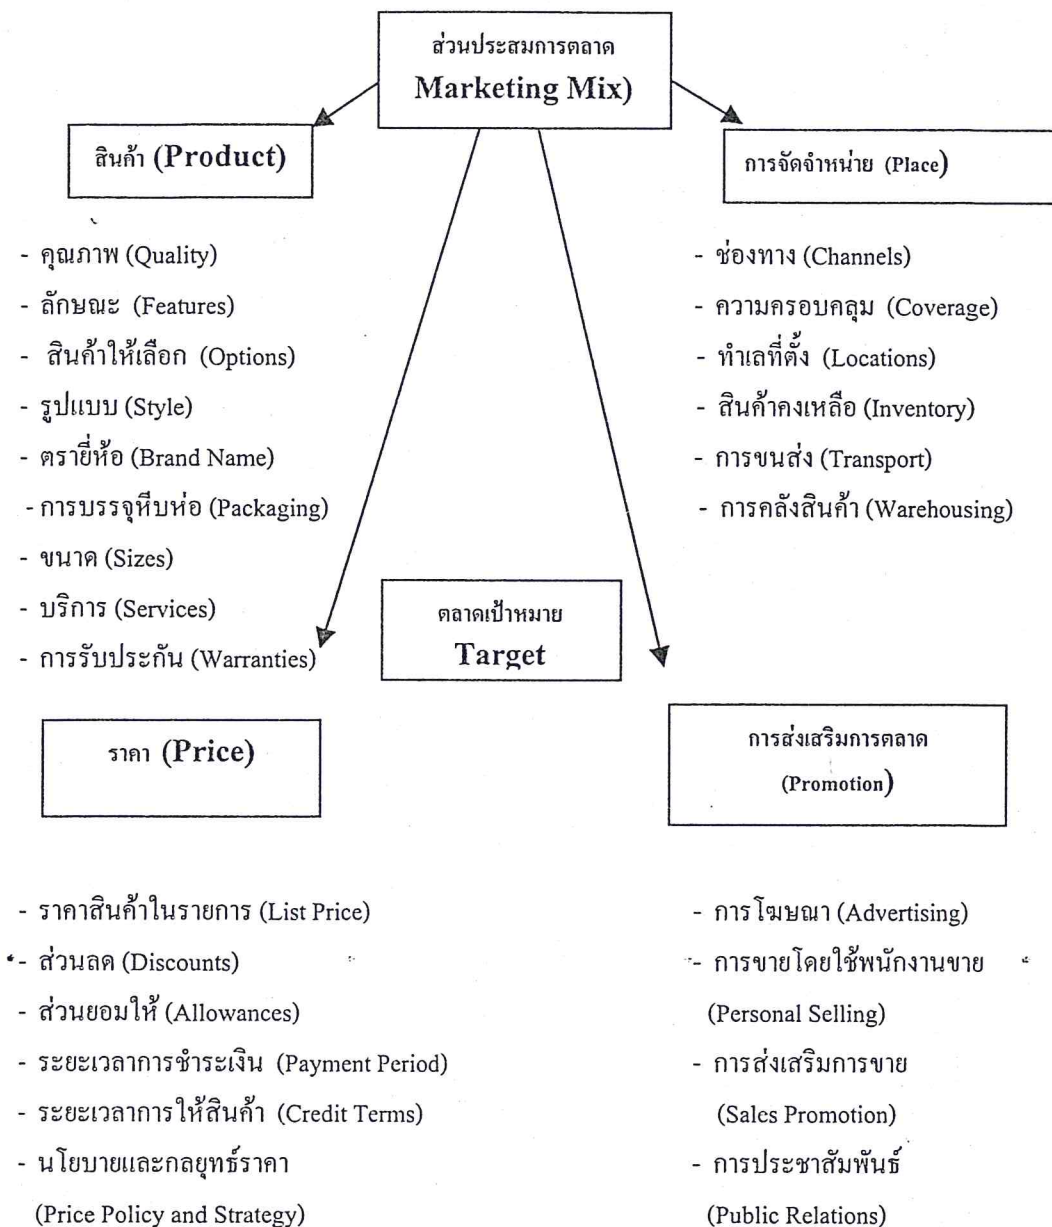 ส่วนประสมการตลาด
Marketing Mix)
สินค้า (Product)
- คุณภาพ (Quality)
- ลักษณะ (Features)
- สินค้าให้เลือก (Options)
- รูปแบบ (Style)
- ตรายี่ห้อ (Brand Name)
- การบรรจุหีบห่อ (Packaging)
- ขนาด (Sizes)
- บริการ (Services)
- การรับประกัน (Warranties)
การจัดจำหน่าย (Place)
- ช่องทาง (Channels)
- ความครอบคลุม (Coverage)
- ทำเลที่ตั้ง (Locations)
- สินค้าคงเหลือ (Inventory)
- การขนส่ง (Transport)
- การคลังสินค้า (Warehousing)
ตลาดเป้าหมาย
Target
ราคา (Price)
- ราคาสินค้าในรายการ (List Price)
- ส่วนลด (Discounts)
- ส่วนยอมให้ (Allowances)
- ระยะเวลาการชำระเงิน (Payment Period)
- ระยะเวลาการให้สินค้า (Credit Terms)
- นโยบายและกลยุทธ์ราคา
(Price Policy and Strategy)
การส่งเสริมการตลาด
(Promotion)
- การโฆษณา (Advertising)
- การขายโดยใช้พนักงานขาย
(Personal Selling)
- การส่งเสริมการขาย
(Sales Promotion)
- การประชาสัมพันธ์
(Public Relations)